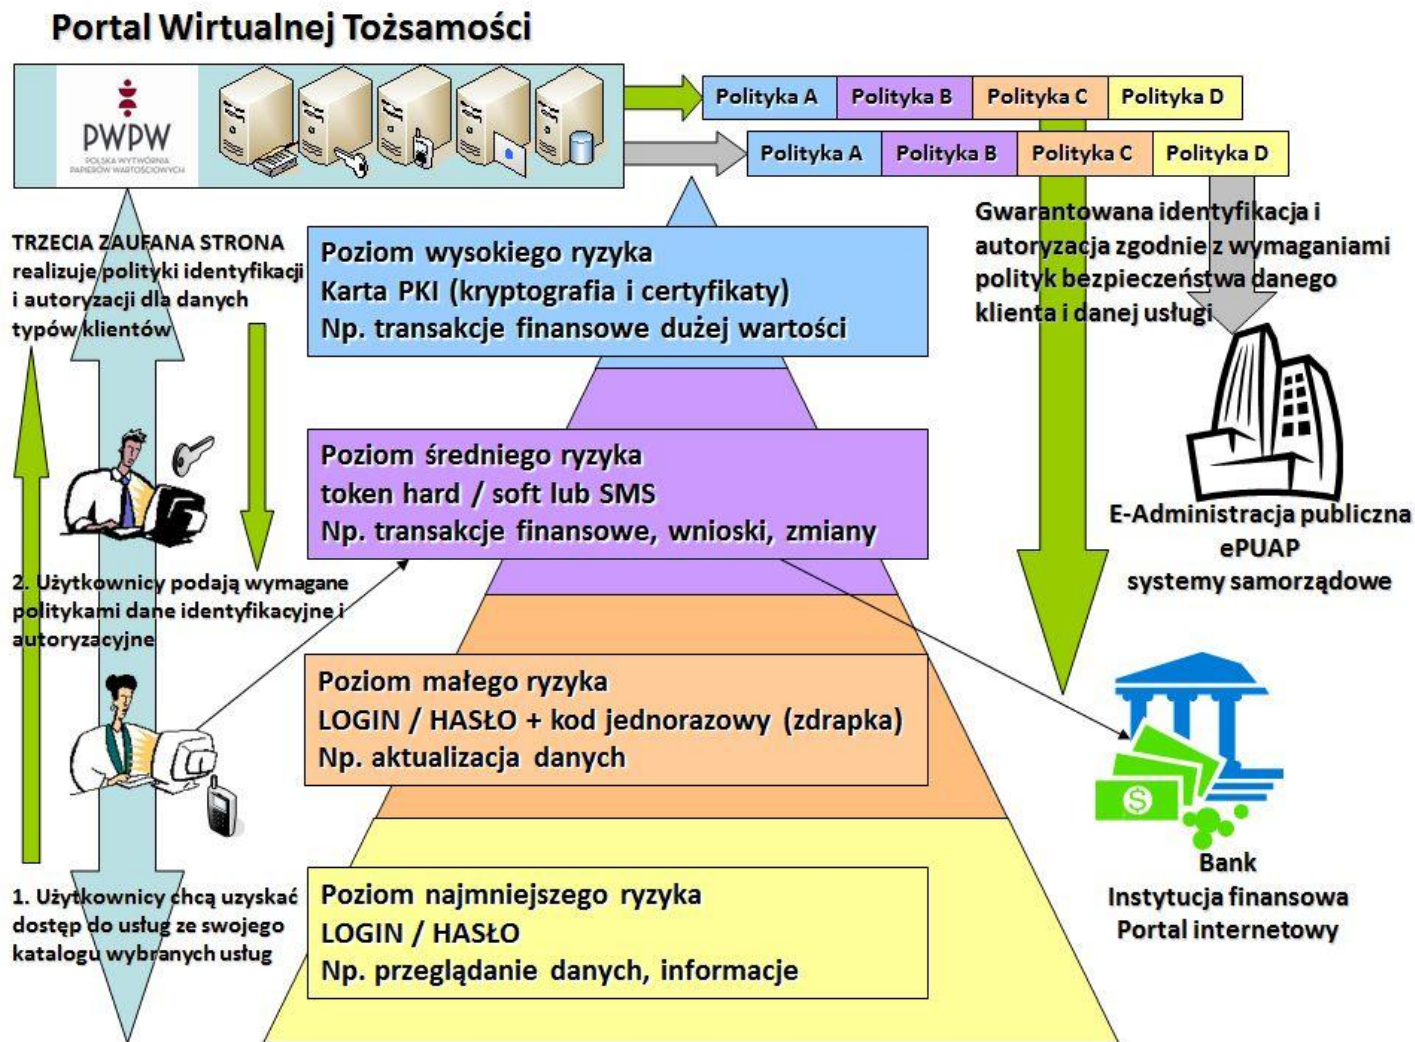 Portal Wirtualnej Tożsamości
PWPW
POLSKA WYTWÓRNIA
PAPIERÓW WARTOŚCIOWYCH
Polityka A
Polityka B
Polityka C
Polityka D
Polityka A
Polityka B
Polityka C
Polityka D
TRZECIA ZAUFANA STRONA
realizuje polityki identyfikacji
i autoryzacji dla danych
typów klientów
Poziom wysokiego ryzyka
Karta PKI (kryptografia i certyfikaty)
Np. transakcje finansowe dużej wartości
Gwarantowana identyfikacja i
autoryzacja zgodnie z wymaganiami
polityk bezpieczeństwa danego
klienta i danej usługi
Poziom średniego ryzyka
token hard / soft lub SMS
Np. transakcje finansowe, wnioski, zmiany
E-Administracja publiczna
ePUAP
systemy samorządowe
2. Użytkownicy podają wymagane
politykami dane identyfikacyjne i
autoryzacyjne
Poziom małego ryzyka
LOGIN / HASŁO + kod jednorazowy (zdrapka)
Np. aktualizacja danych
$
Bank
Instytucja finansowa
Portal internetowy
1. Użytkownicy chcą uzyskać
dostęp do usług ze swojego
katalogu wybranych usług
Poziom najmniejszego ryzyka
LOGIN / HASŁO
Np. przeglądanie danych, informacje